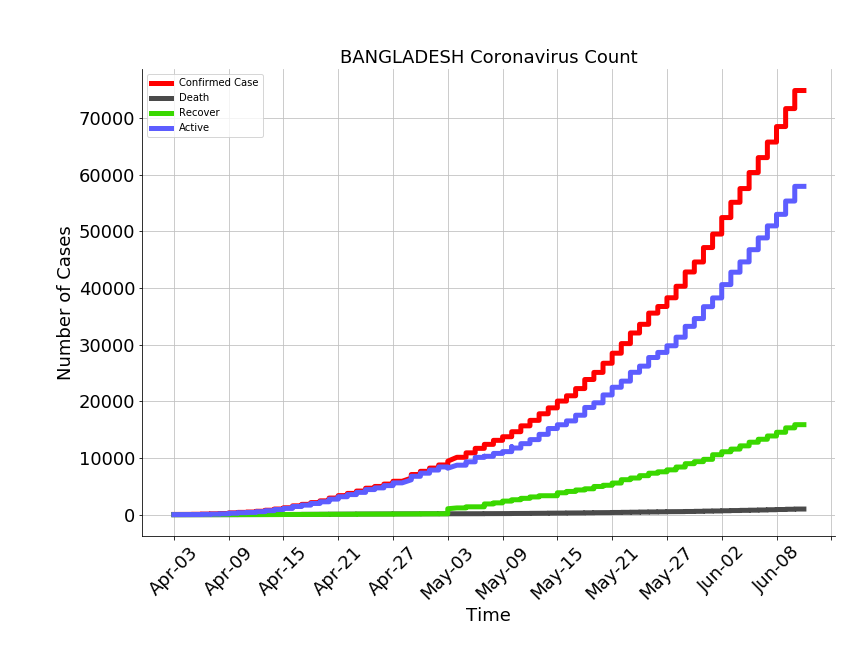 BANGLADESH Coronavirus Count
Confirmed Case
Death
Recover
Active
Number of Cases
70000
60000
50000
40000
30000
20000
10000
0
Apr-03
Apr-09
Apr-15
Apr-21
Apr-27
May-03
May-09
May-15
May-21
May-27
Jun-02
Jun-08
Time